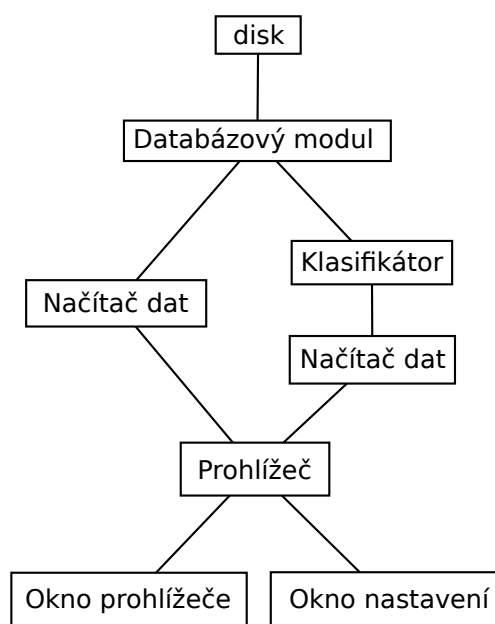 disk
Databázový modul
Klasifikátor
Načítač dat
Načítač dat
Prohlížeč
Okno prohlížeče
Okno nastavení